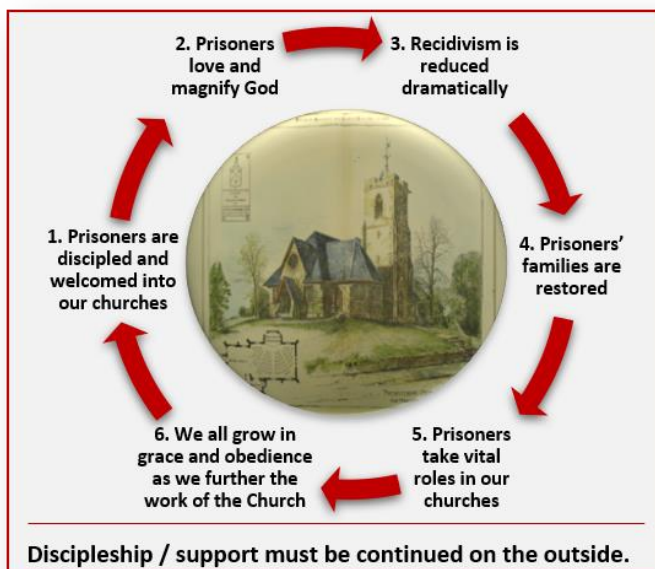 2. Prisoners
love and
magnify God
3. Recidivism is
reduced
dramatically
1. Prisoners are
discipled and
welcomed into
our churches
4. Prisoners'
families are
restored
6. We all grow in
grace and obedience
as we further the
work of the Church
5. Prisoners
take vital
roles in our
churches
Discipleship / support must be continued on the outside.